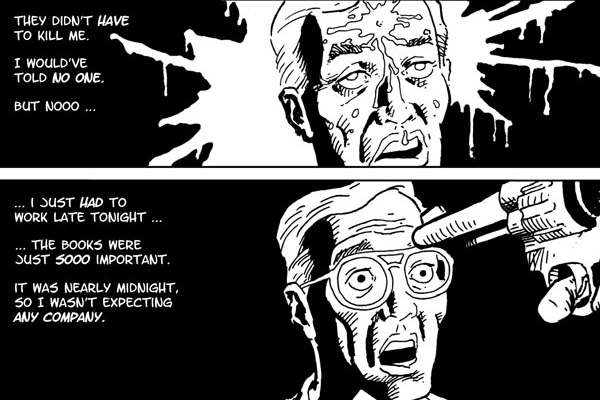 THEY DIDN'T HAVE
TO KILL ME.
I WOULD'VE
TOLD NO ONE.
BUT NOOO ...
... I JUST HAD TO
WORK LATE TONIGHT ...
... THE BOOKS WERE
JUST SOOO IMPORTANT.
IT WAS NEARLY MIDNIGHT,
SO I WASN'T EXPECTING
ANY COMPANY.